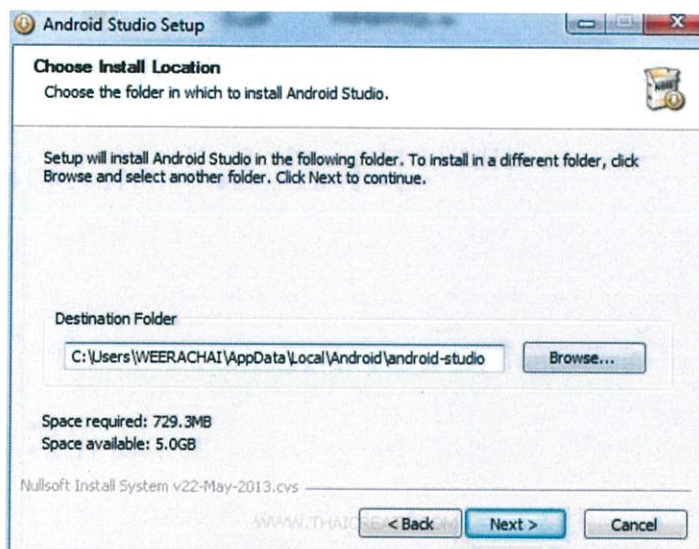 Android Studio Setup
Choose Install Location
Choose the folder in which to install Android Studio.
Setup will install Android Studio in the following folder. To install in a different folder, click
Browse and select another folder. Click Next to continue.
Destination Folder
C:\Users\WEERACHAI\AppData\Local\Android\android-studio
Browse...
Space required: 729.3MB
Space available: 5.0GB
Nullsoft Install System v22-May-2013.cvs
< Back
Next >
Cancel